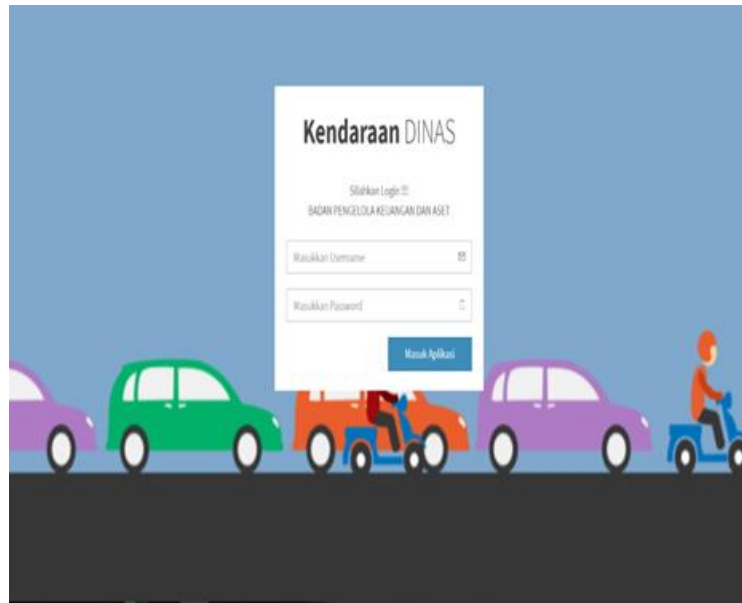 Kendaraan DINAS
Silahkan Login !!!
BADAN PENGELOLA KEUANGAN DAN ASET
Masukkan Username
Masukkan Password
Masuk Aplikasi